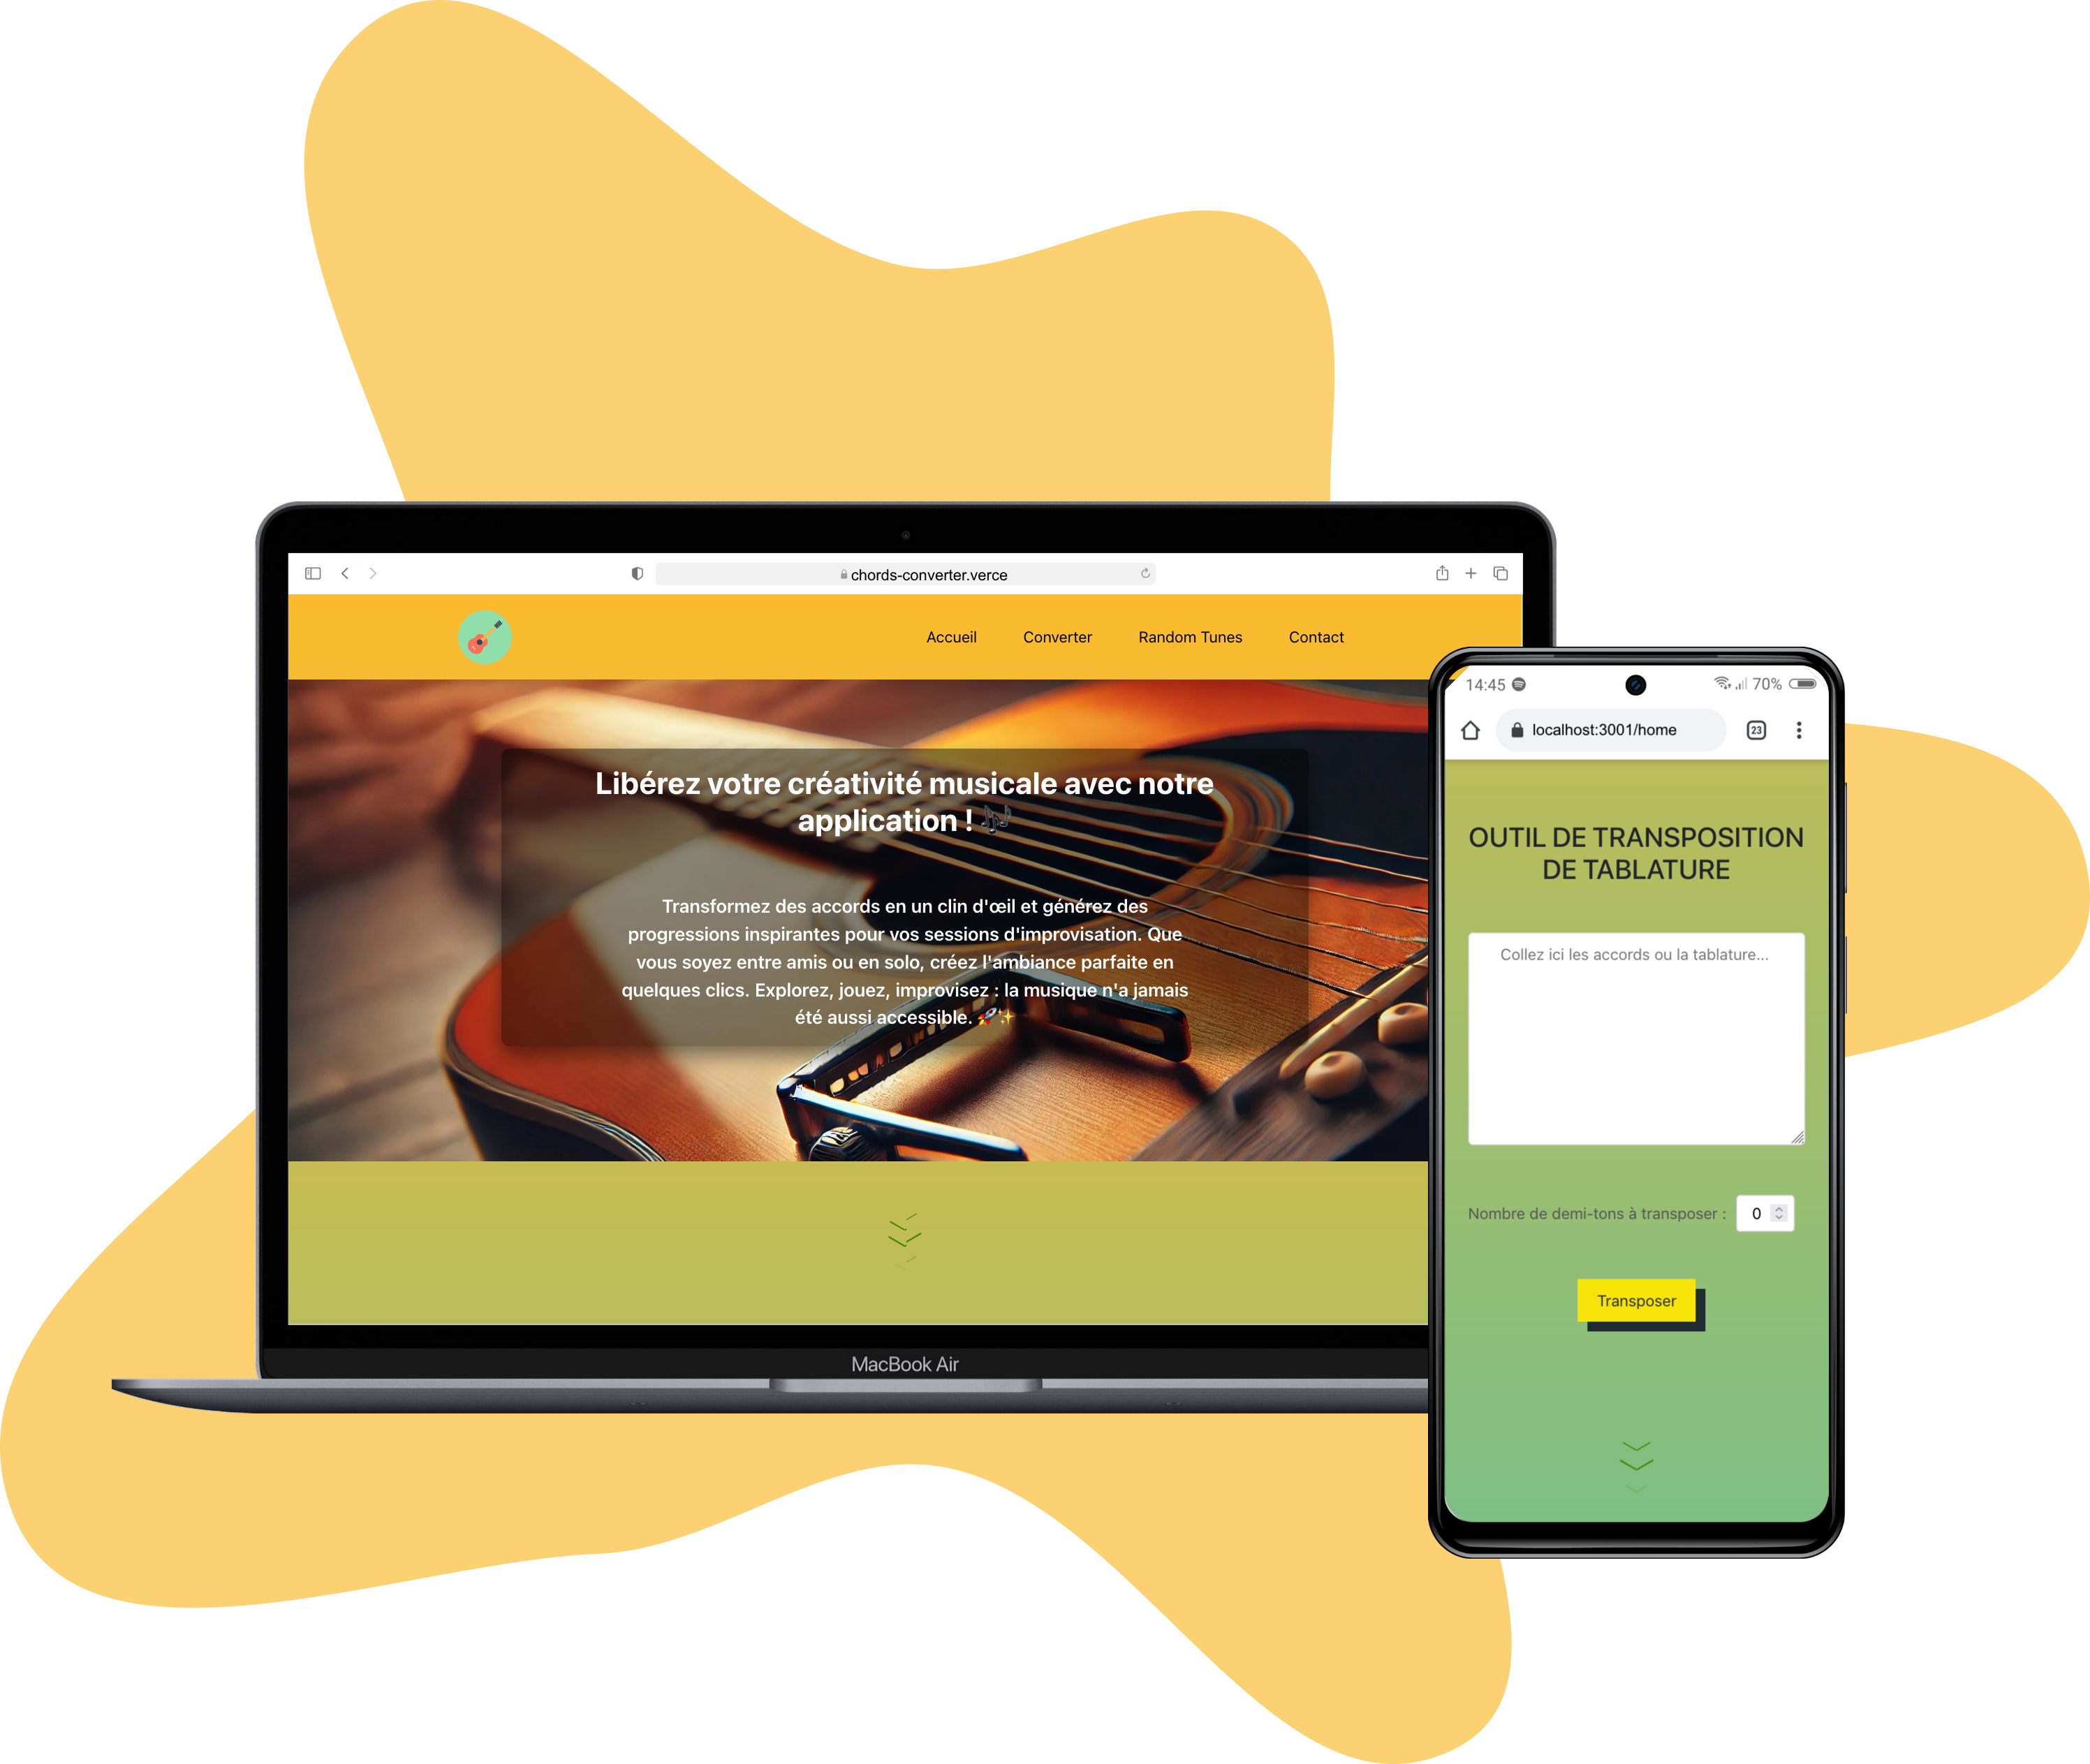 chords-converter.verce
Accueil Converter Random Tunes Contact
Libérez votre créativité musicale avec notre
application ! 🎶
Transformez des accords en un clin d'œil et générez des
progressions inspirantes pour vos sessions d'improvisation. Que
vous soyez entre amis ou en solo, créez l'ambiance parfaite en
quelques clics. Explorez, jouez, improvisez : la musique n'a jamais
été aussi accessible. 🚀✨
MacBook Air
14:45 70%
localhost:3001/home 23
OUTIL DE TRANSPOSITION
DE TABLATURE
Collez ici les accords ou la tablature...
Nombre de demi-tons à transposer : 0
Transposer